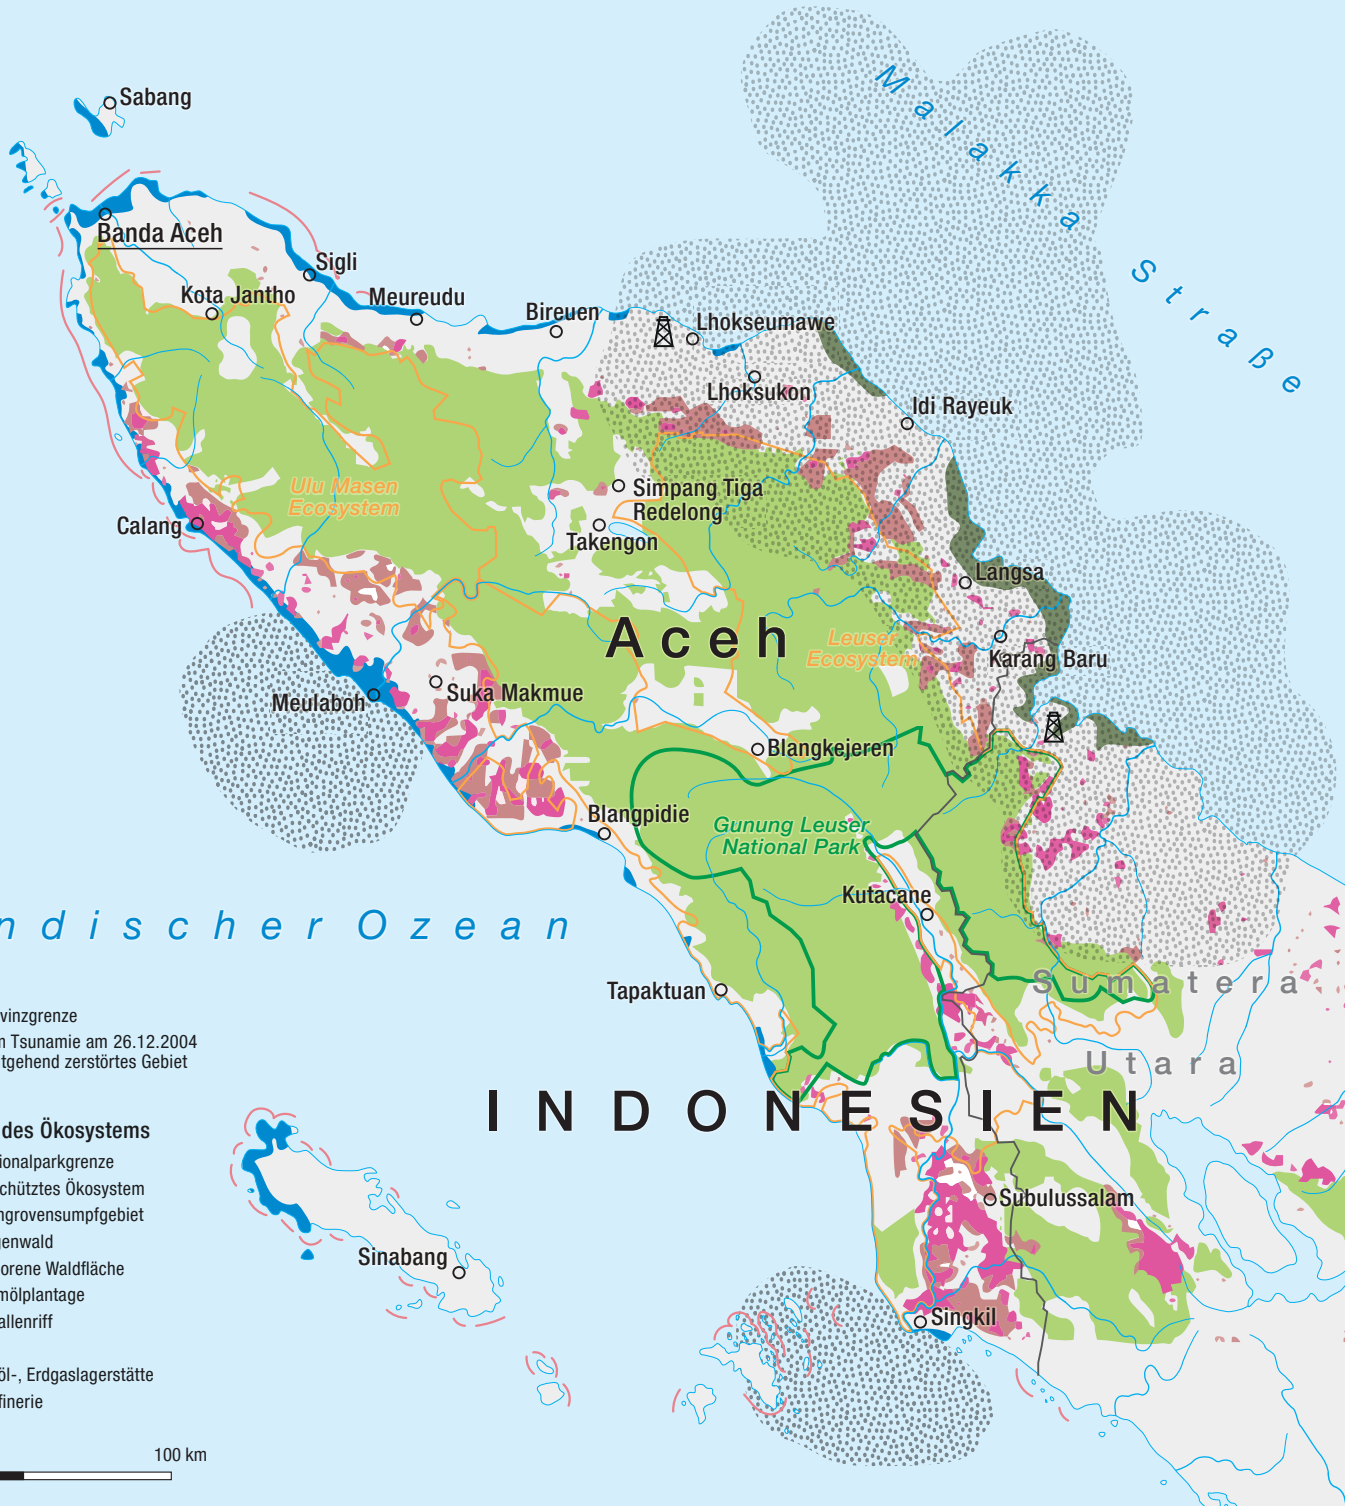 Sabang
Malakka Straße
Banda Aceh
Sigli
Kota Jantho
Meureudu
Bireuen
Lhokseumawe
Lhoksukon
Idi Rayeuk
Ulu Masen
Ecosystem
Simpang Tiga
Redelong
Calang
Takengon
Langsa
Aceh
Leuser
Ecosystem
Karang Baru
Meulaboh
Suka Makmue
Blangkejeren
Blangpidie
Gunung Leuser
National Park
Kutacane
ndischer Ozean
Tapaktuan
Sumatera
Utara
vinzgrenze
n Tsunamie am 26.12.2004
tgehend zerstörtes Gebiet
INDONESIEN
des Ökosystems
ionalparkgrenze
chütztes Ökosystem
ngrovensumpfgebiet
genwald
orene Waldfläche
mölplantage
allenriff
öl-, Erdgaslagerstätte
finerie
Subulussalam
Sinabang
Singkil
100 km